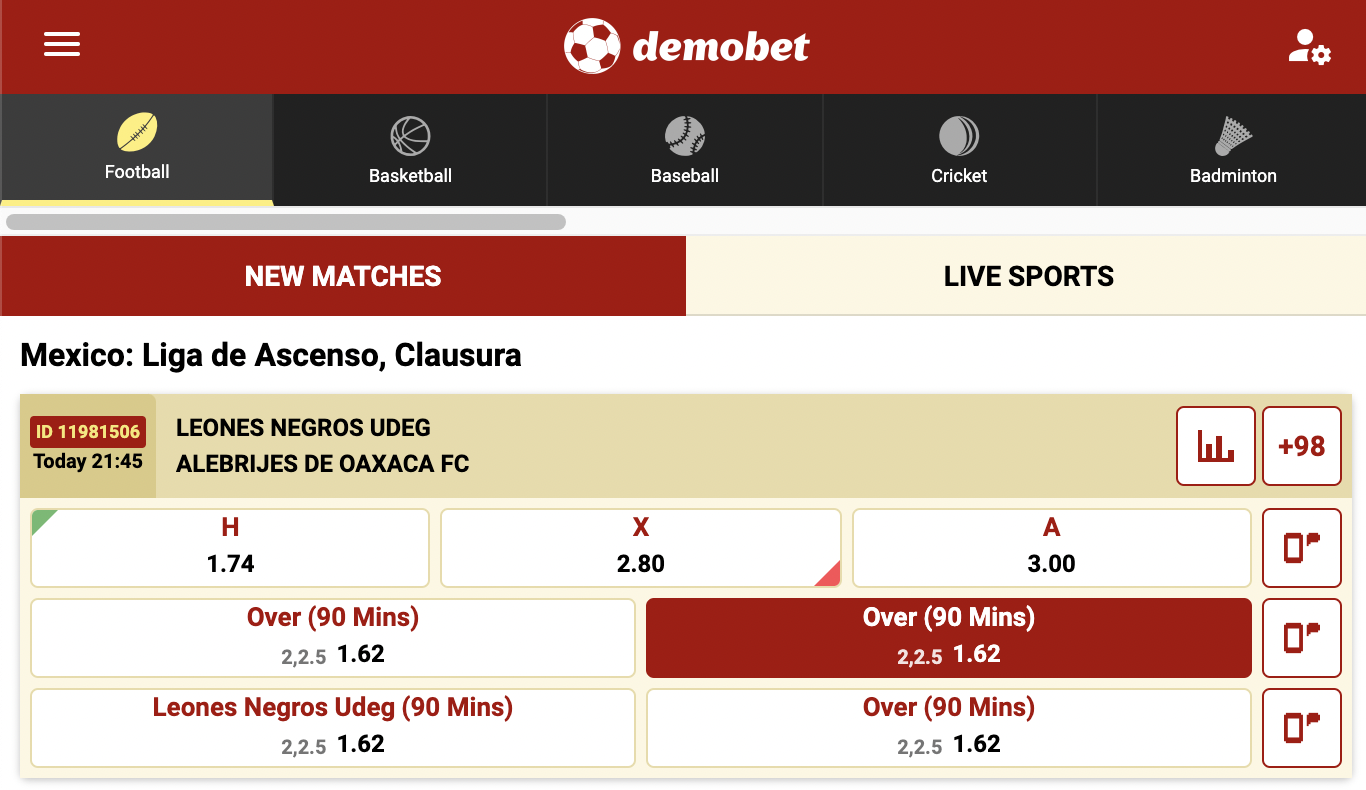 demobet
Football
Basketball
Baseball
Cricket
Badminton
NEW MATCHES
LIVE SPORTS
Mexico: Liga de Ascenso, Clausura
ID 11981506
Today 21:45
LEONES NEGROS UDEG
ALEBRIJES DE OAXACA FC
+98
H
1.74
X
2.80
A
3.00
Over (90 Mins)
2,2.5 1.62
Over (90 Mins)
2,2.5 1.62
Leones Negros Udeg (90 Mins)
2,2.5 1.62
Over (90 Mins)
2,2.5 1.62